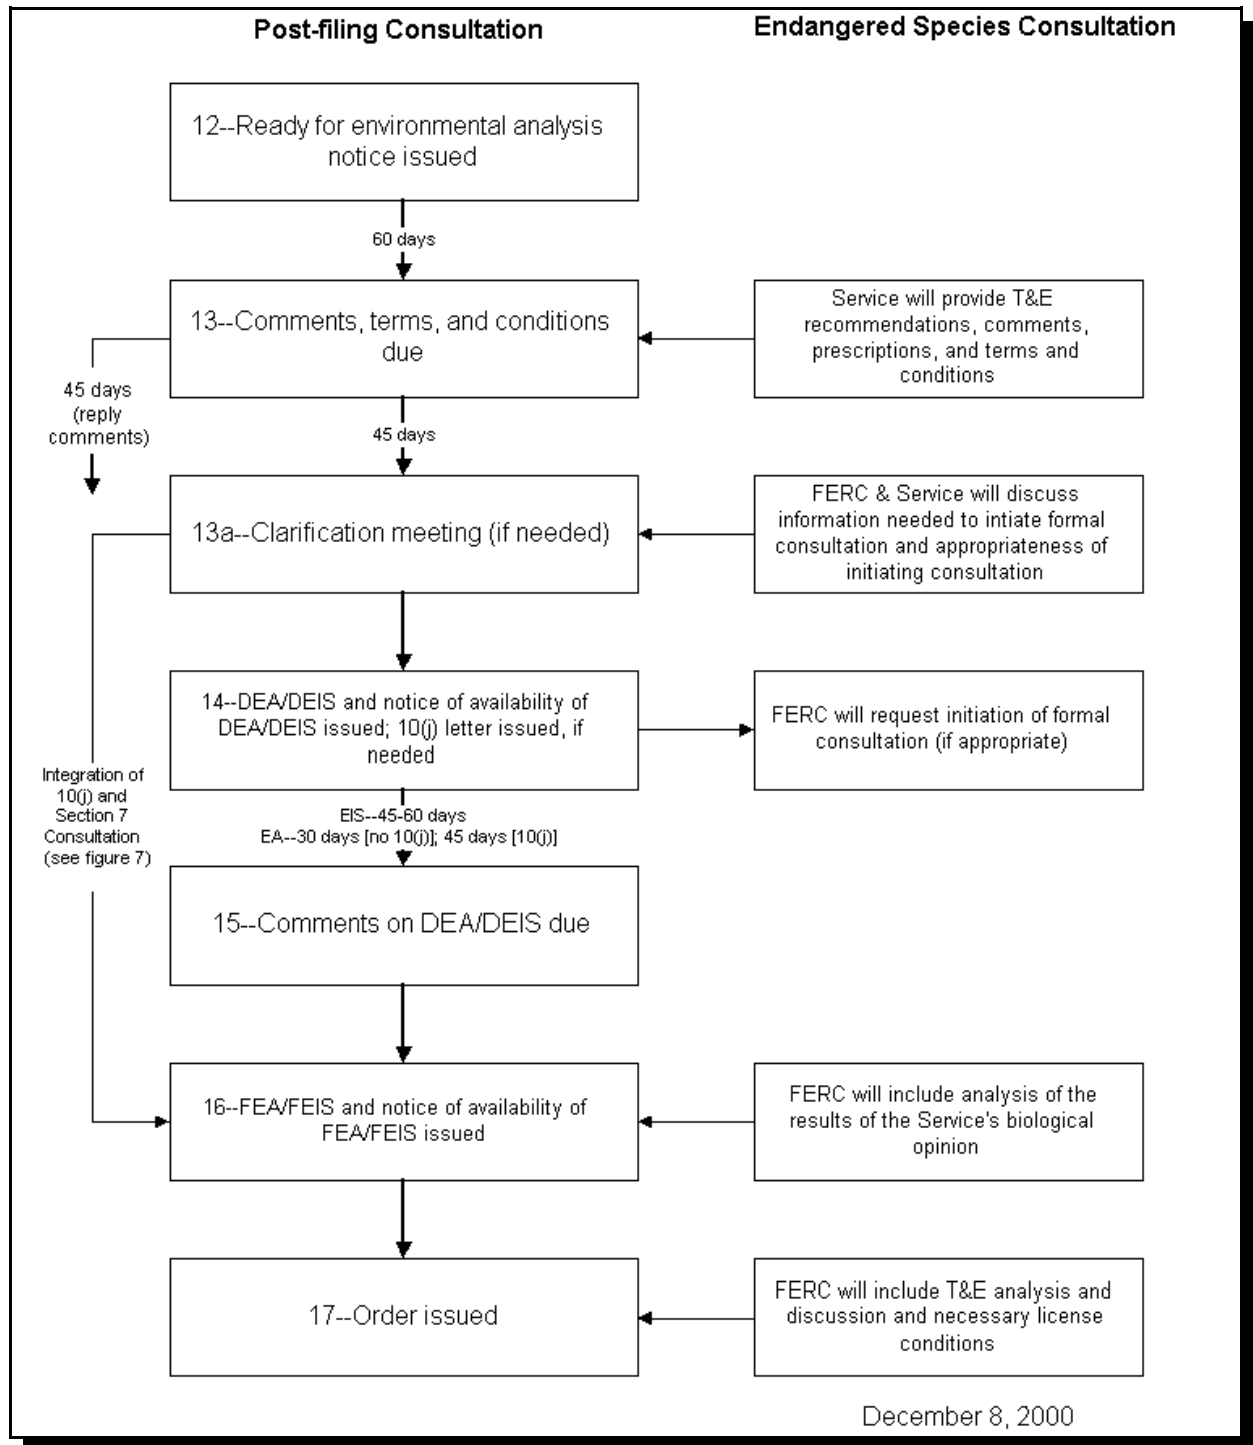 Post-filing Consultation
Endangered Species Consultation
12--Ready for environmental analysis
notice issued
60 days
13--Comments, terms, and conditions
due
Service will provide T&E
recommendations, comments,
prescriptions, and terms and
conditions
45 days
(reply
comments)
45 days
13a--Clarification meeting (if needed)
FERC & Service will discuss
information needed to intiate formal
consultation and appropriateness of
initiating consultation
14--DEA/DEIS and notice of availability of
DEA/DEIS issued; 10(j) letter issued, if
needed
FERC will request initiation of formal
consultation (if appropriate)
Integration of
10(j) and
Section 7
Consultation
(see figure 7)
EIS--45-60 days
EA--30 days [no 10(j)]; 45 days [10(j)]
15--Comments on DEA/DEIS due
16--FEA/FEIS and notice of availability of
FEA/FEIS issued
FERC will include analysis of the
results of the Service's biological
opinion
17--Order issued
FERC will include T&E analysis and
discussion and necessary license
conditions
December 8, 2000